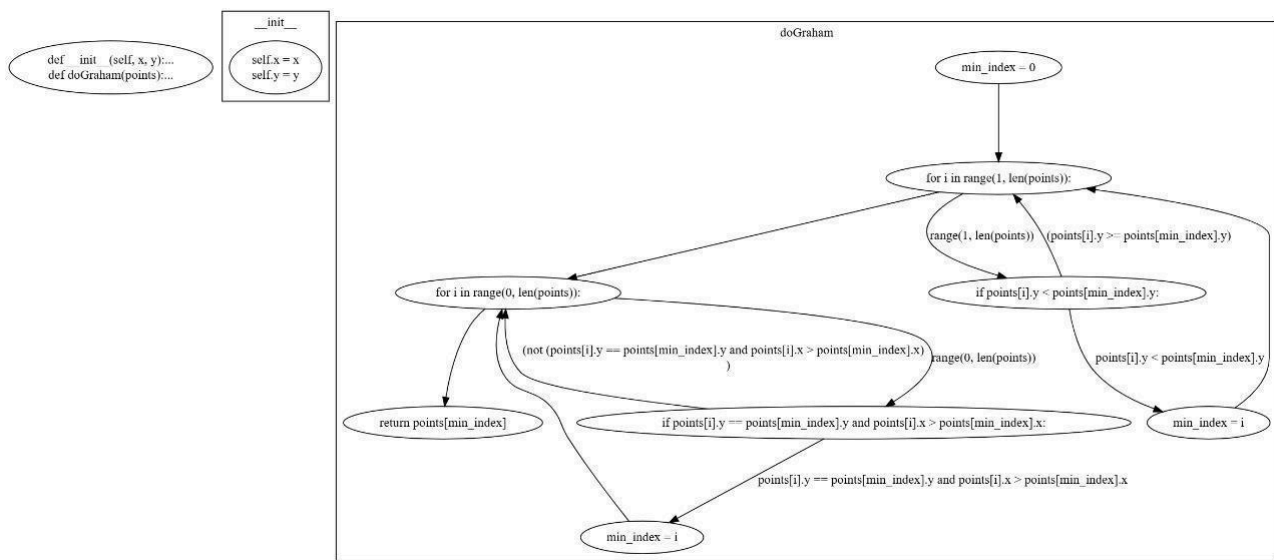 def __init__(self, x, y):...
def doGraham(points):...
__init__
self.x = x
self.y = y
doGraham
min_index = 0
for i in range(1, len(points)):
range(1, len(points))
(points[i].y >= points[min_index].y)
for i in range(0, len(points)):
if points[i].y < points[min_index].y:
(not (points[i].y == points[min_index].y and points[i].x > points[min_index].x)
)
range(0, len(points))
points[i].y < points[min_index].y
return points[min_index]
if points[i].y == points[min_index].y and points[i].x > points[min_index].x:
min_index = i
points[i].y == points[min_index].y and points[i].x > points[min_index].x
min_index = i